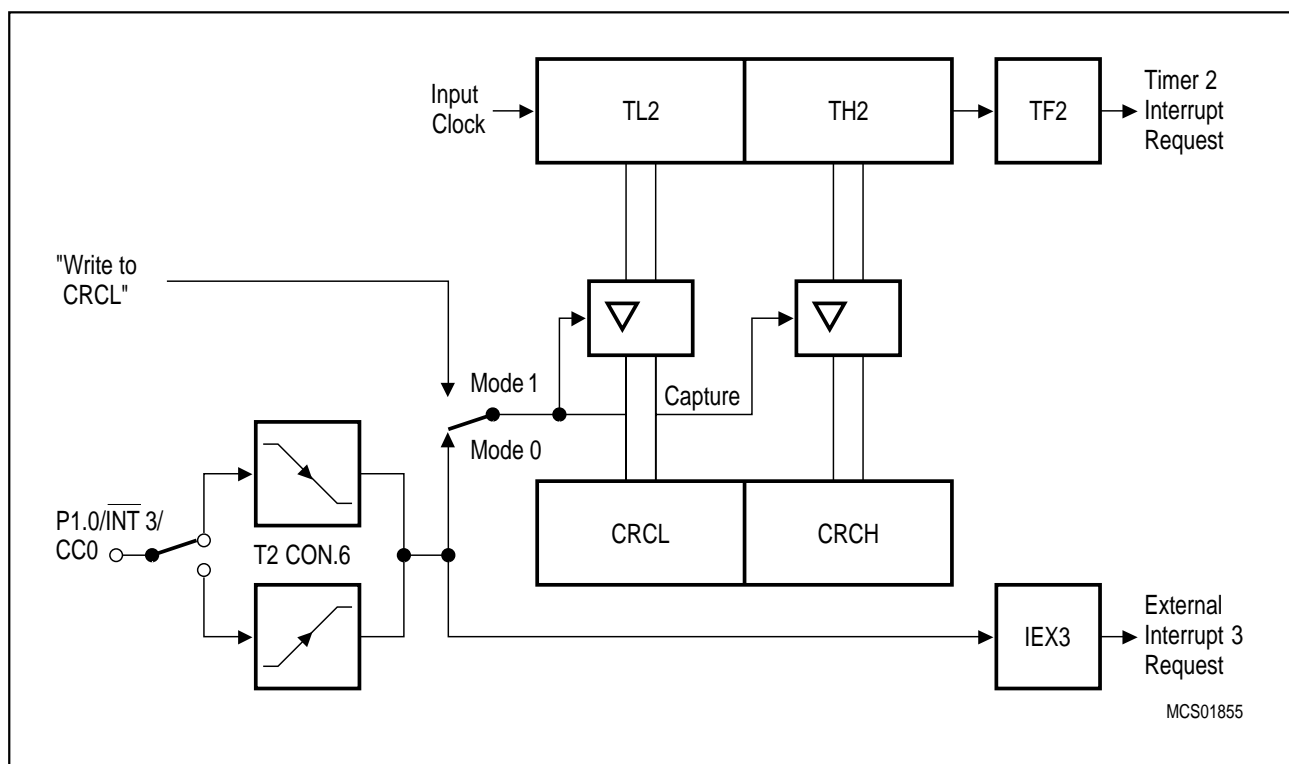 Input
Clock
TL2
TH2
TF2
Timer 2
Interrupt
Request
"Write to
CRCL"
Mode 1
Capture
Mode 0
P1.0/INT 3/
CC0
T2 CON.6
CRCL
CRCH
IEX3
External
Interrupt 3
Request
MCS01855